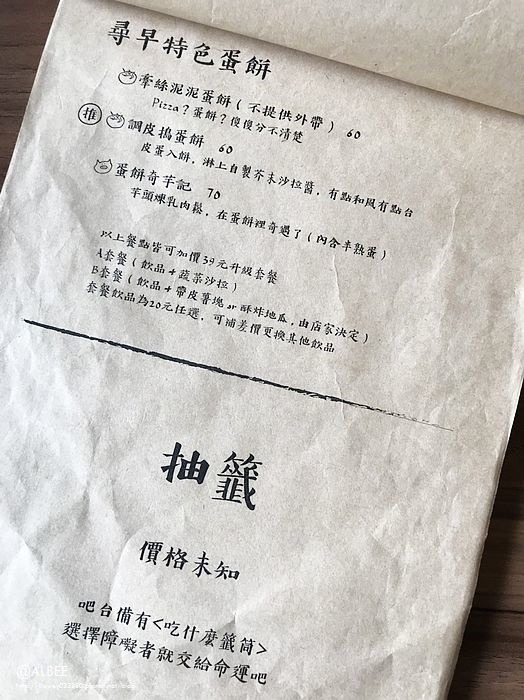 尋早特色蛋餅
牽絲泥泥蛋餅（不提供外帶） 60
Pizza？蛋餅？傻傻分不清楚
推 調皮搗蛋餅 60
皮蛋入餅，淋上自製芥末沙拉醬，有點和風有點台
蛋餅奇芋記 70
芋頭煉乳肉鬆，在蛋餅裡奇遇了（內含半熟蛋）
以上餐點皆可加價39元升級套餐
A套餐（飲品＋蔬菜沙拉）
B套餐（飲品＋帶皮薯塊 or 酥炸地瓜，由店家決定）
套餐飲品為20元任選，可補差價更換其他飲品
抽籤
價格未知
吧台備有<吃什麼籤筒>
選擇障礙者就交給命運吧
@ALBEE